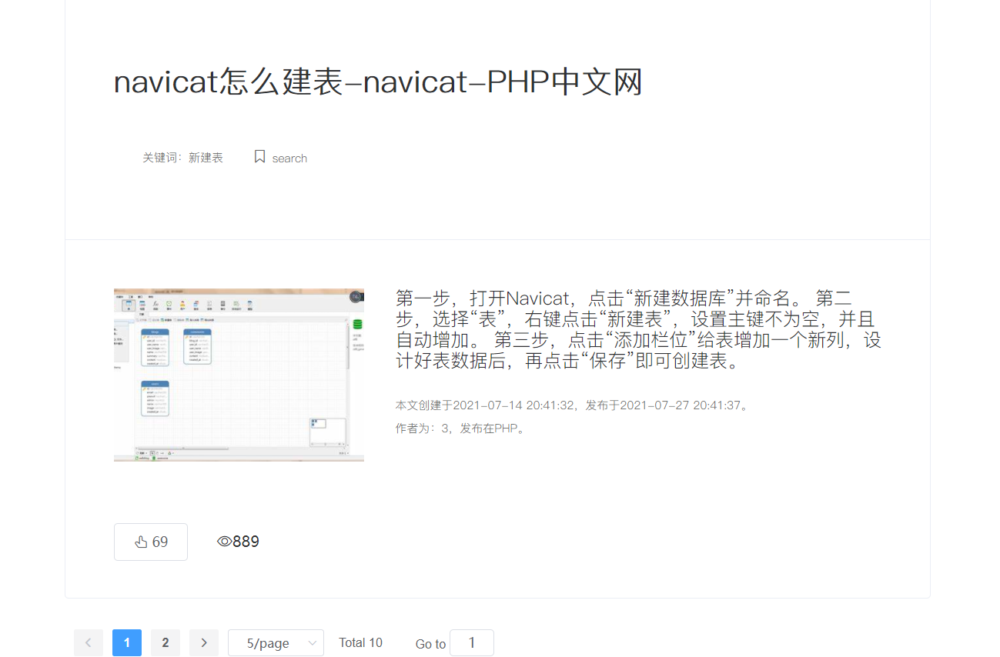 navicat怎么建表-navicat-PHP中文网
关键词：新建表 search
第一步，打开Navicat，点击“新建数据库”并命名。 第二
步，选择“表”，右键点击“新建表”，设置主键不为空，并且
自动增加。 第三步，点击“添加栏位”给表增加一个新列，设
计好表数据后，再点击“保存”即可创建表。
本文创建于2021-07-14 20:41:32，发布于2021-07-27 20:41:37。
作者为：3，发布在PHP。
69 889
1 2 5/page Total 10 Go to 1